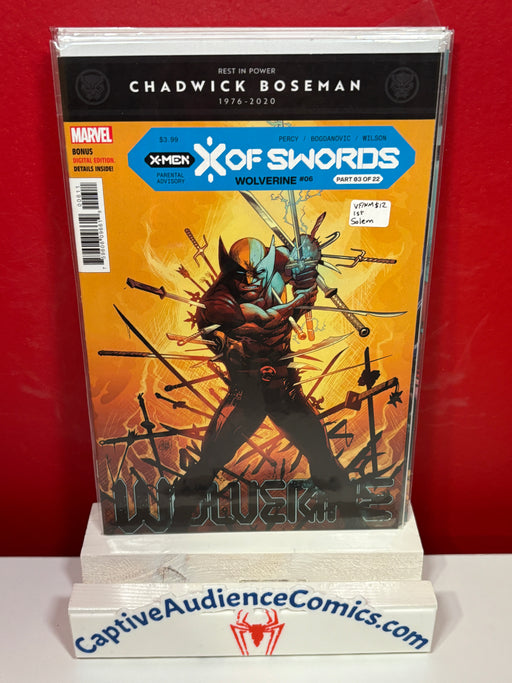 REST IN POWER
CHADWICK BOSEMAN
1976-2020
MARVEL
BONUS
DIGITAL EDITION.
DETAILS INSIDE!
$3.99
PERCY / BOGDANOVIC / WILSON
X-MEN
X OF SWORDS
PARENTAL
ADVISORY
WOLVERINE #06
PART 03 OF 22
VF/NM $12
1st
Solem
WOLVERINE
CaptiveAudienceComics.com